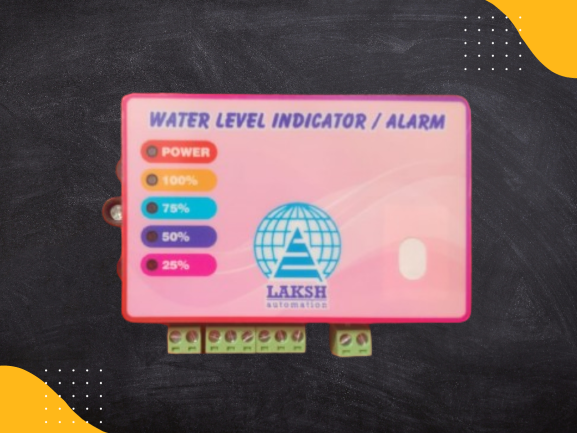 WATER LEVEL INDICATOR / ALARM
POWER
100%
75%
50%
25%
LAKSH
automation